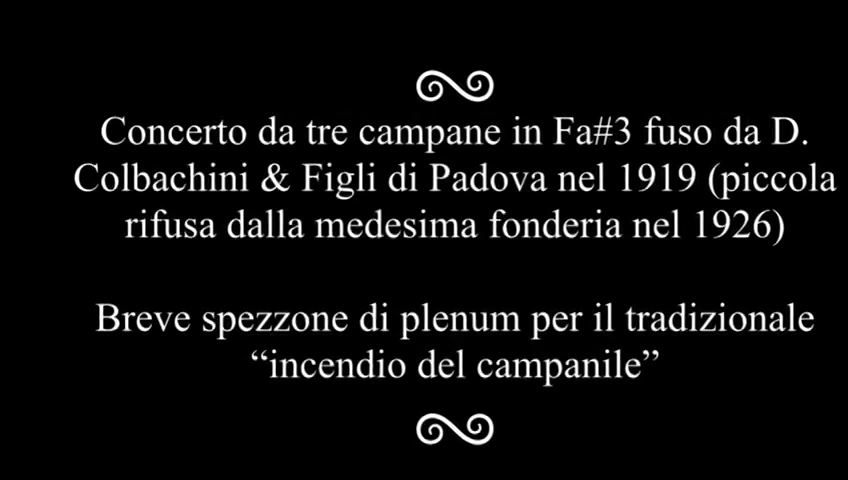 Concerto da tre campane in Fa#3 fuso da D.
Colbachini & Figli di Padova nel 1919 (piccola
rifusa dalla medesima fonderia nel 1926)
Breve spezzone di plenum per il tradizionale
“incendio del campanile”